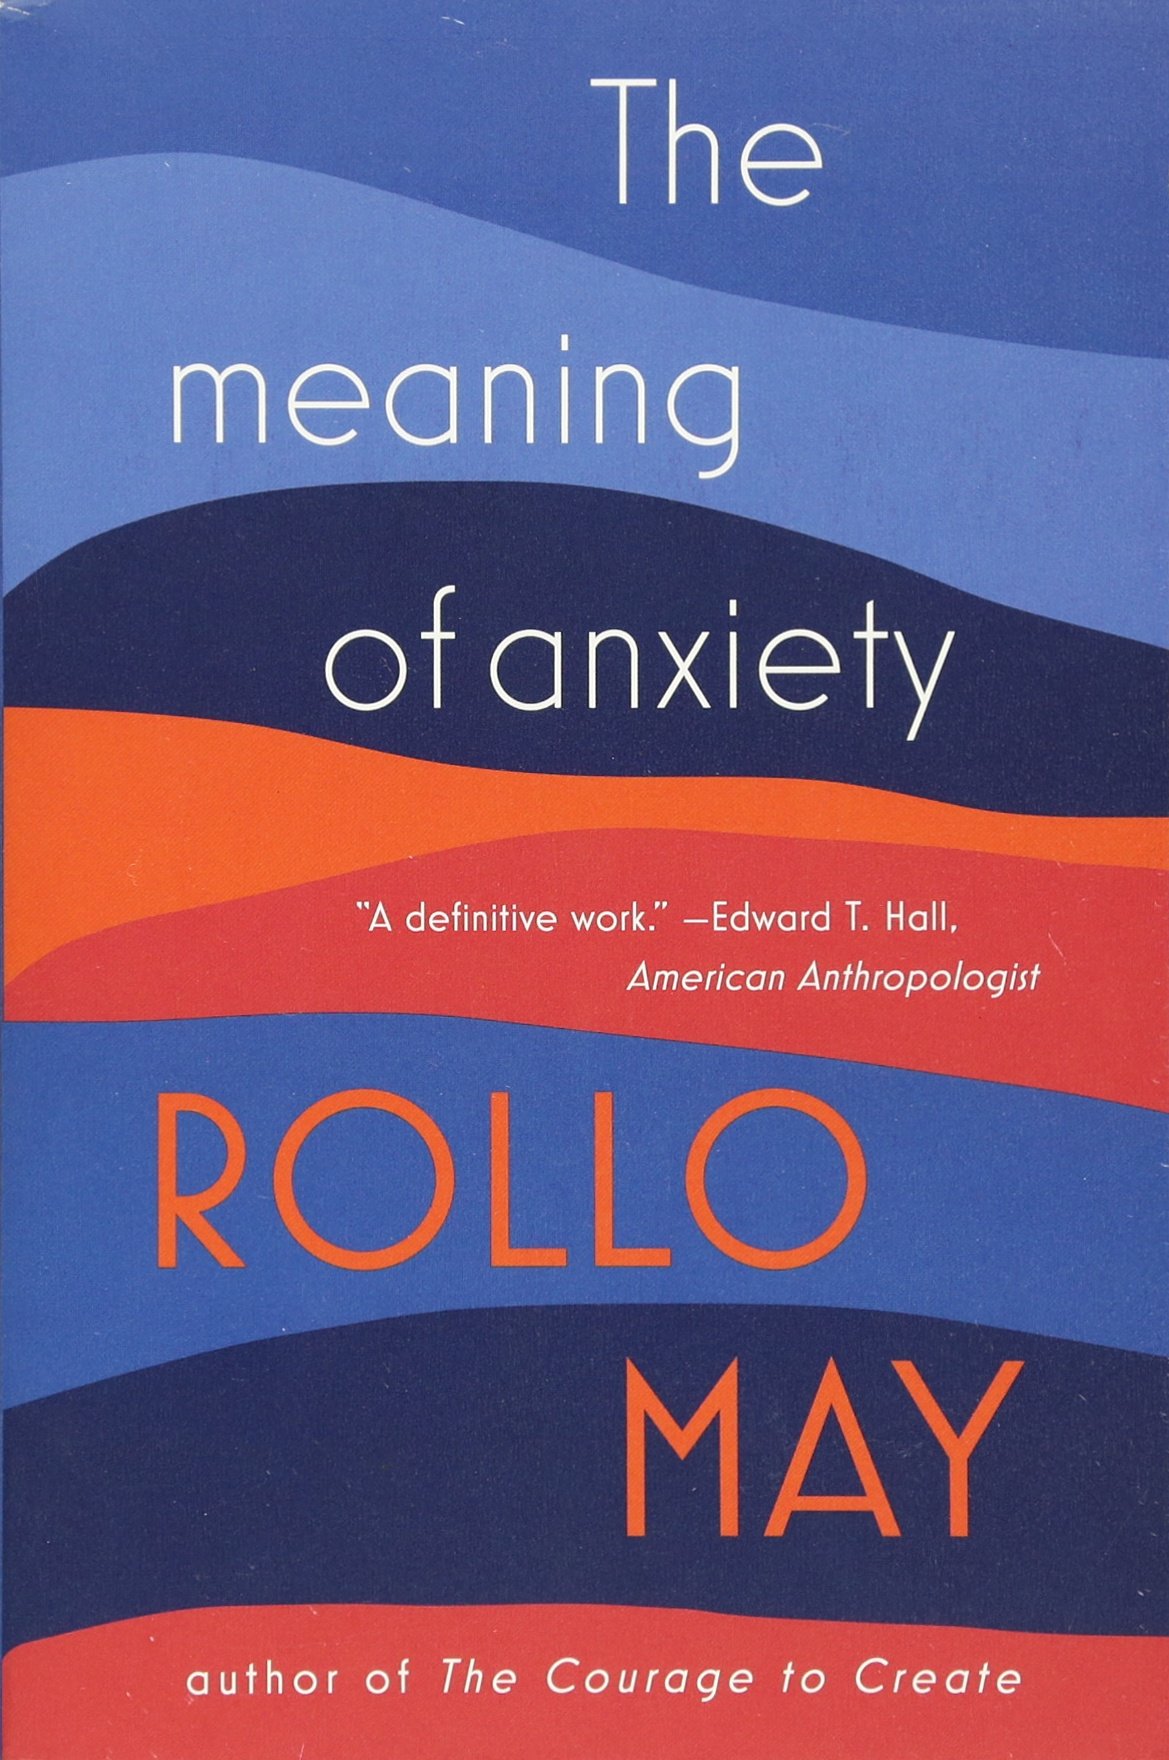 The
meaning
of anxiety
“A definitive work.” —Edward T. Hall,
American Anthropologist
ROLLO
MAY
author of The Courage to Create